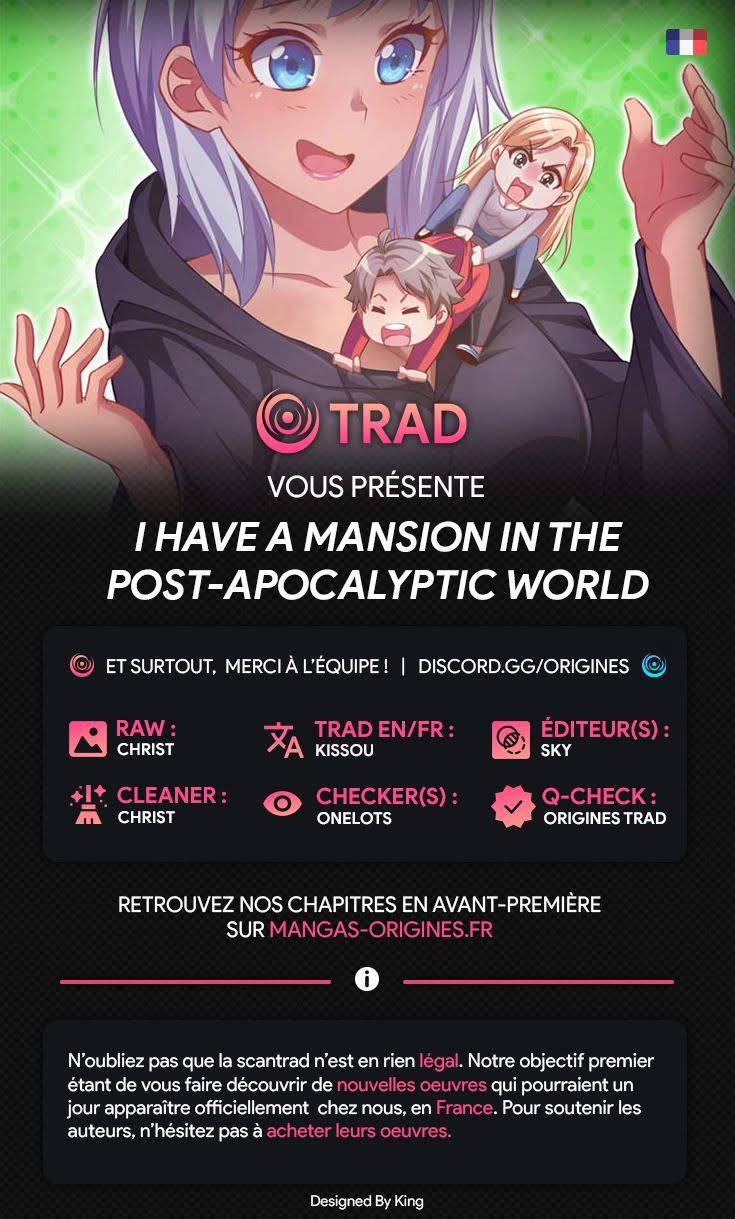 TRAD
VOUS PRÉSENTE
I HAVE A MANSION IN THE
POST-APOCALYPTIC WORLD
ET SURTOUT, MERCI À L'ÉQUIPE ! | DISCORD.GG/ORIGINES
RAW :
CHRIST
TRAD EN/FR :
KISSOU
ÉDITEUR(S) :
SKY
CLEANER :
CHRIST
CHECKER(S) :
ONELOTS
Q-CHECK :
ORIGINES TRAD
RETROUVEZ NOS CHAPITRES EN AVANT-PREMIÈRE
SUR MANGAS-ORIGINES.FR
N'oubliez pas que la scantrad n'est en rien légal. Notre objectif premier
étant de vous faire découvrir de nouvelles oeuvres qui pourraient un
jour apparaître officiellement chez nous, en France. Pour soutenir les
auteurs, n'hésitez pas à acheter leurs oeuvres.
Designed By King